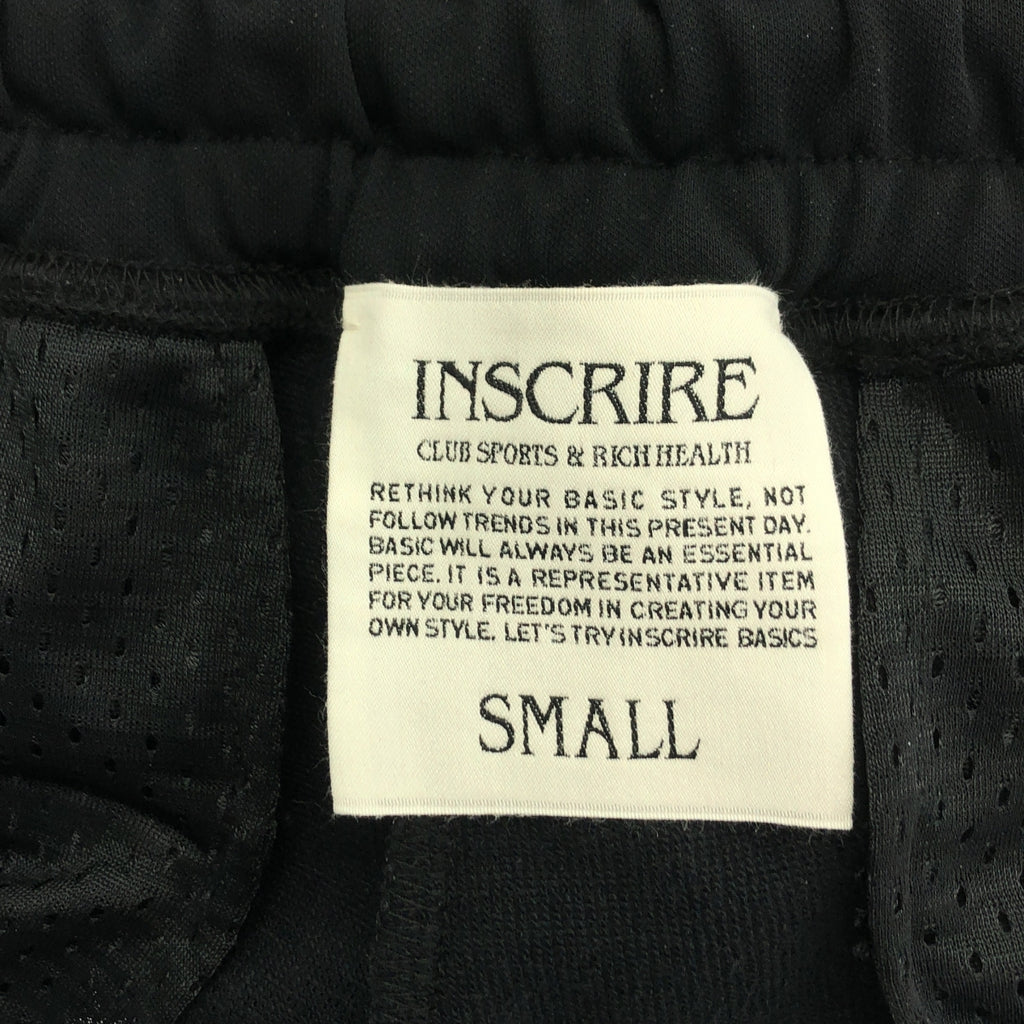 INSCRIRE
CLUB SPORTS & RICH HEALTH
RETHINK YOUR BASIC STYLE, NOT
FOLLOW TRENDS IN THIS PRESENT DAY.
BASIC WILL ALWAYS BE AN ESSENTIAL
PIECE. IT IS A REPRESENTATIVE ITEM
FOR YOUR FREEDOM IN CREATING YOUR
OWN STYLE. LET'S TRY INSCRIRE BASICS
SMALL